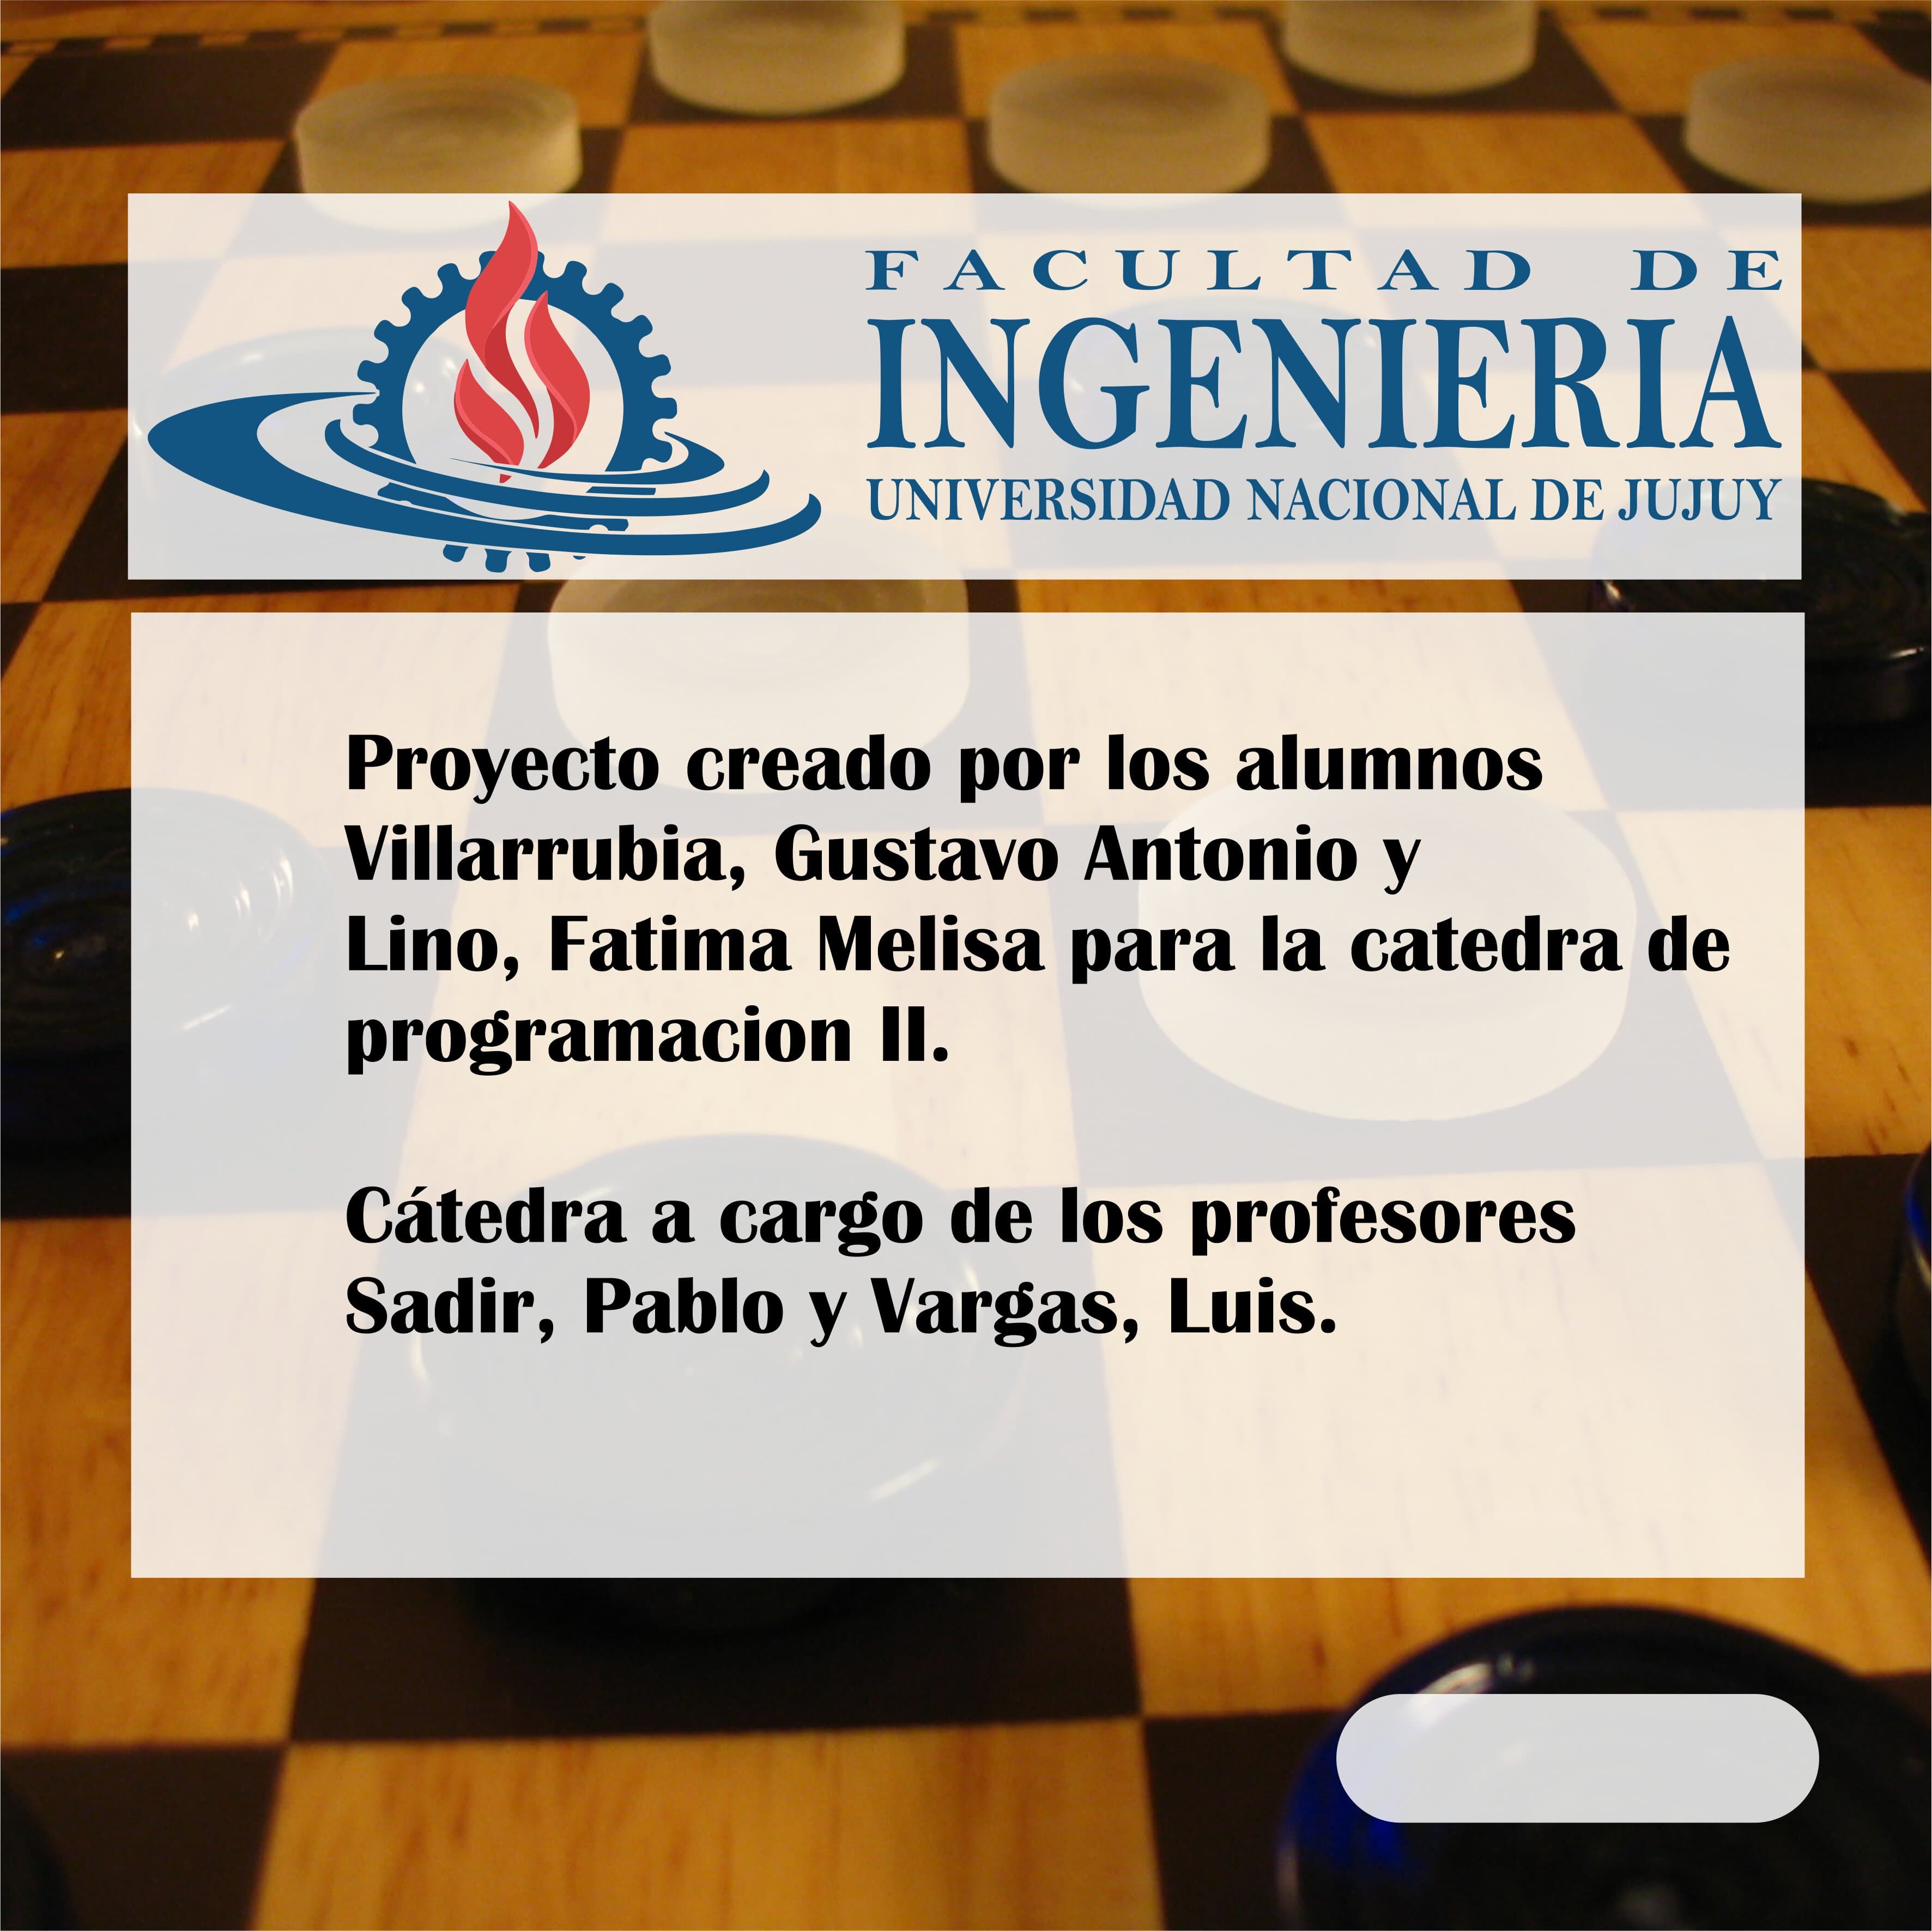 FACULTAD DE
INGENIERIA
UNIVERSIDAD NACIONAL DE JUJUY
Proyecto creado por los alumnos
Villarrubia, Gustavo Antonio y
Lino, Fatima Melisa para la catedra de
programacion II.
Cátedra a cargo de los profesores
Sadir, Pablo y Vargas, Luis.